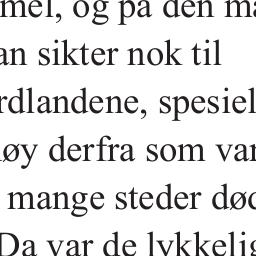 mel, og på den ma
an sikter nok til
rdlandene, spesiel
øy derfra som var
mange steder død
Da var de lykkelig